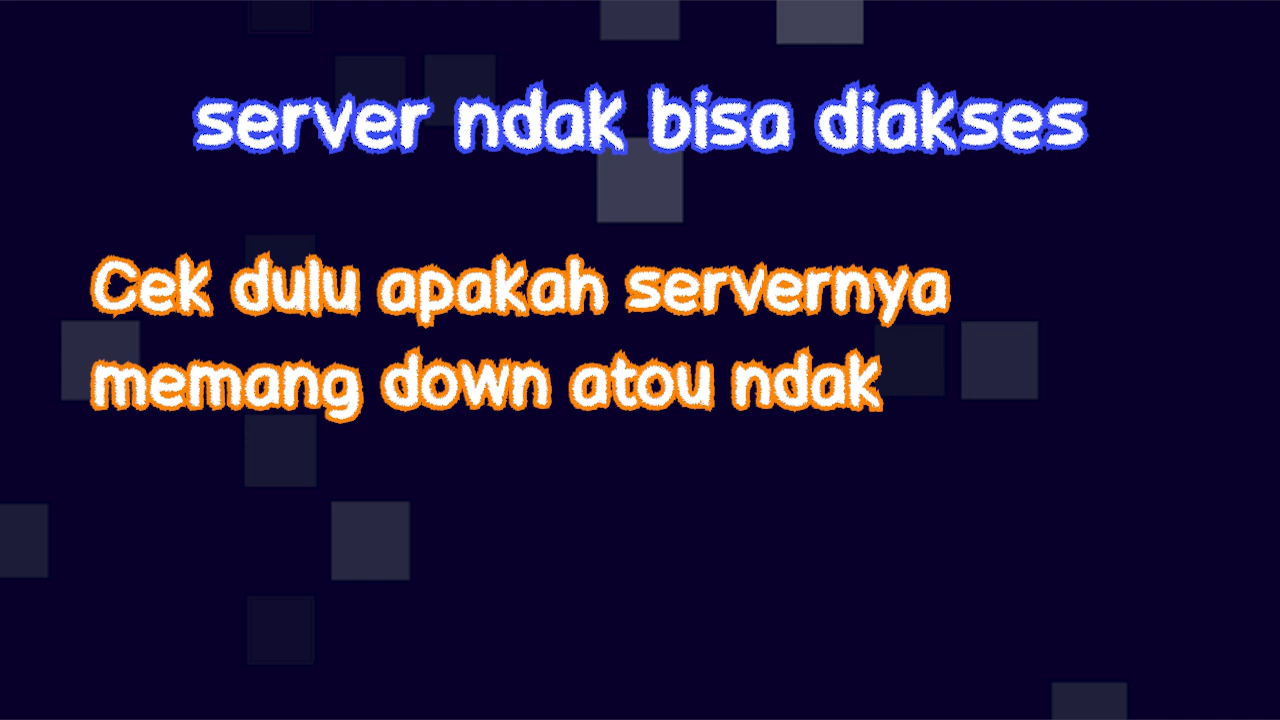 server ndak bisa diakses
Cek dulu apakah servernya
memang down atou ndak